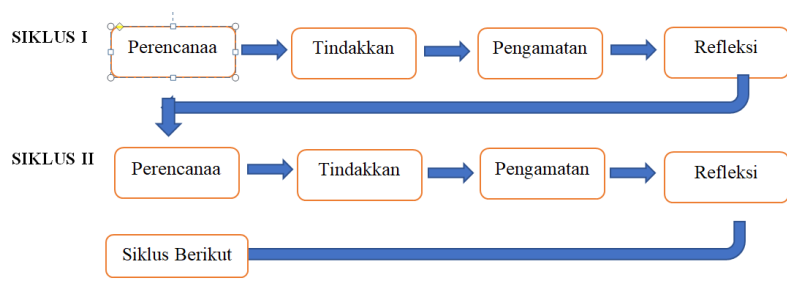 SIKLUS I
Perencanaa
Tindakkan
Pengamatan
Refleksi
SIKLUS II
Perencanaa
Tindakkan
Pengamatan
Refleksi
Siklus Berikut